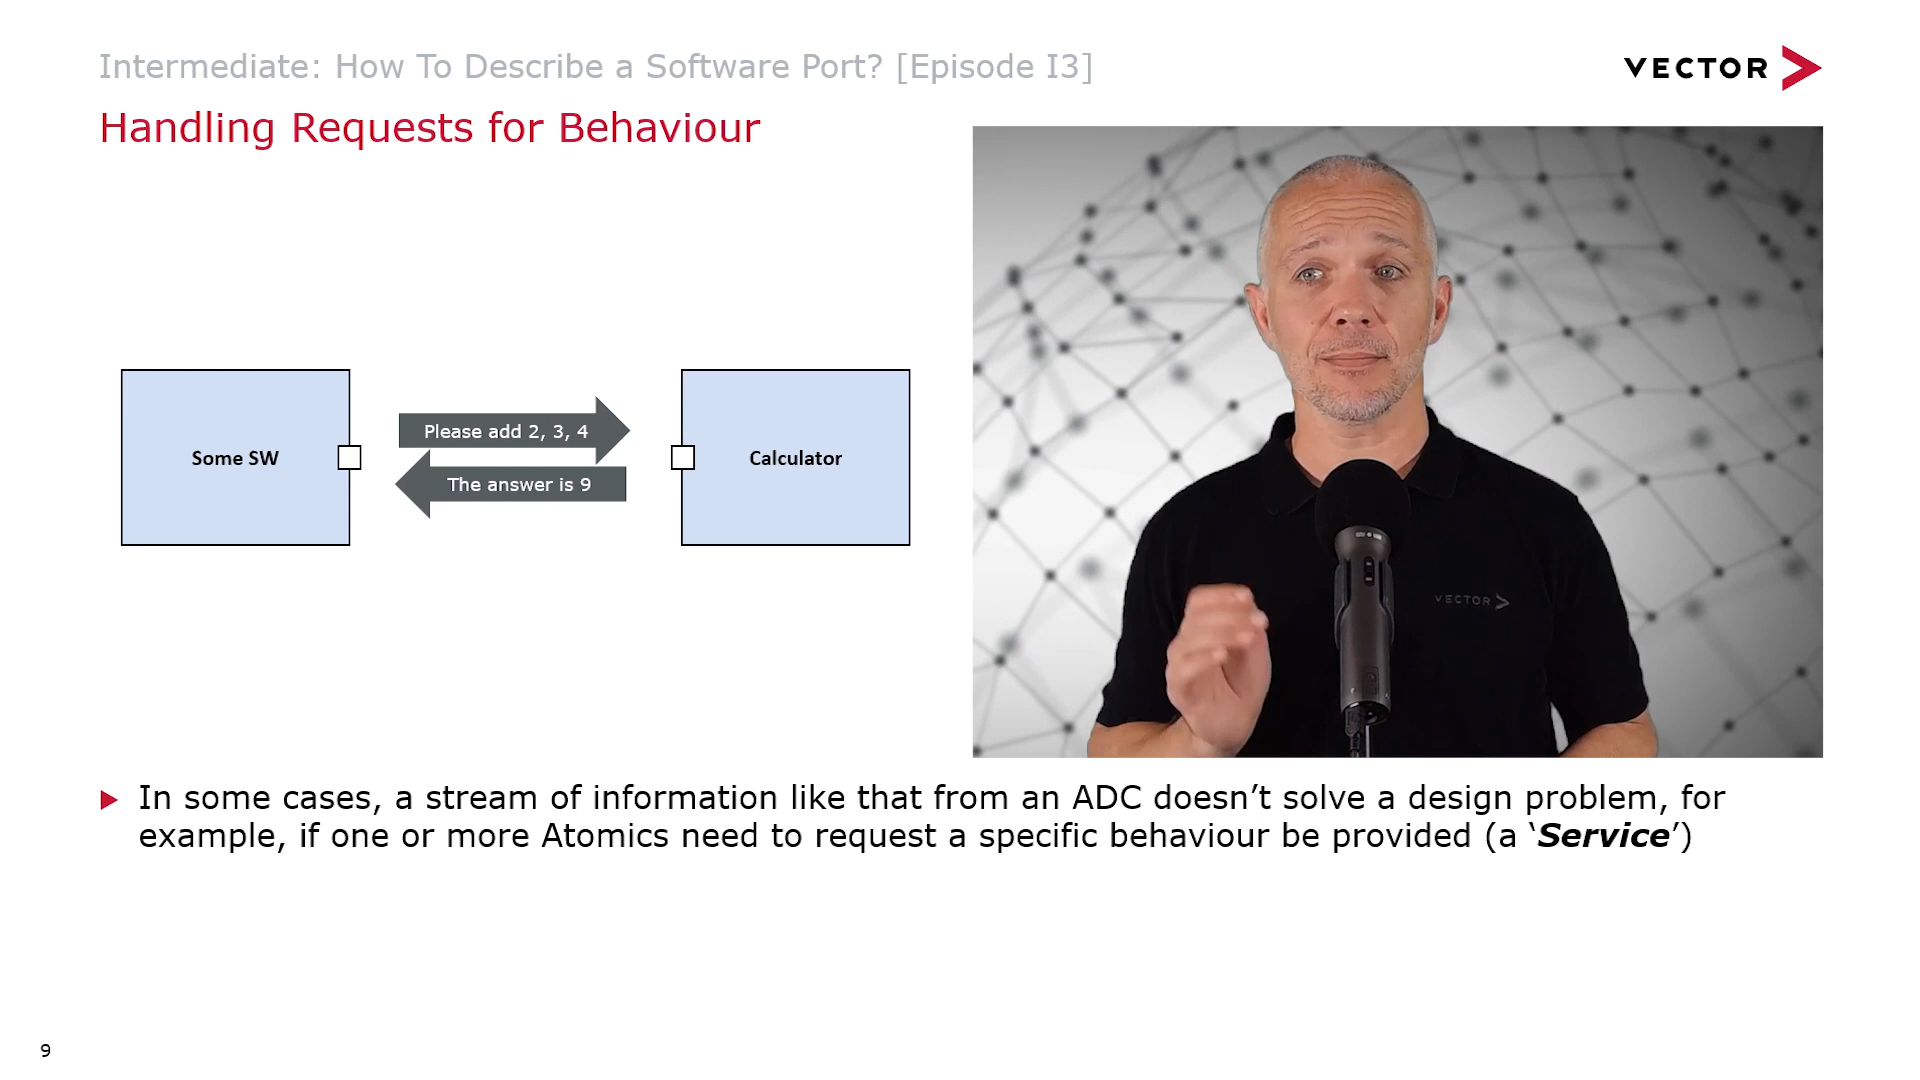 Intermediate: How To Describe a Software Port? [Episode I3]
VECTOR
Handling Requests for Behaviour
Some SW
Please add 2, 3, 4
The answer is 9
Calculator
VECTOR
In some cases, a stream of information like that from an ADC doesn’t solve a design problem, for
example, if one or more Atomics need to request a specific behaviour be provided (a ‘Service’)
9